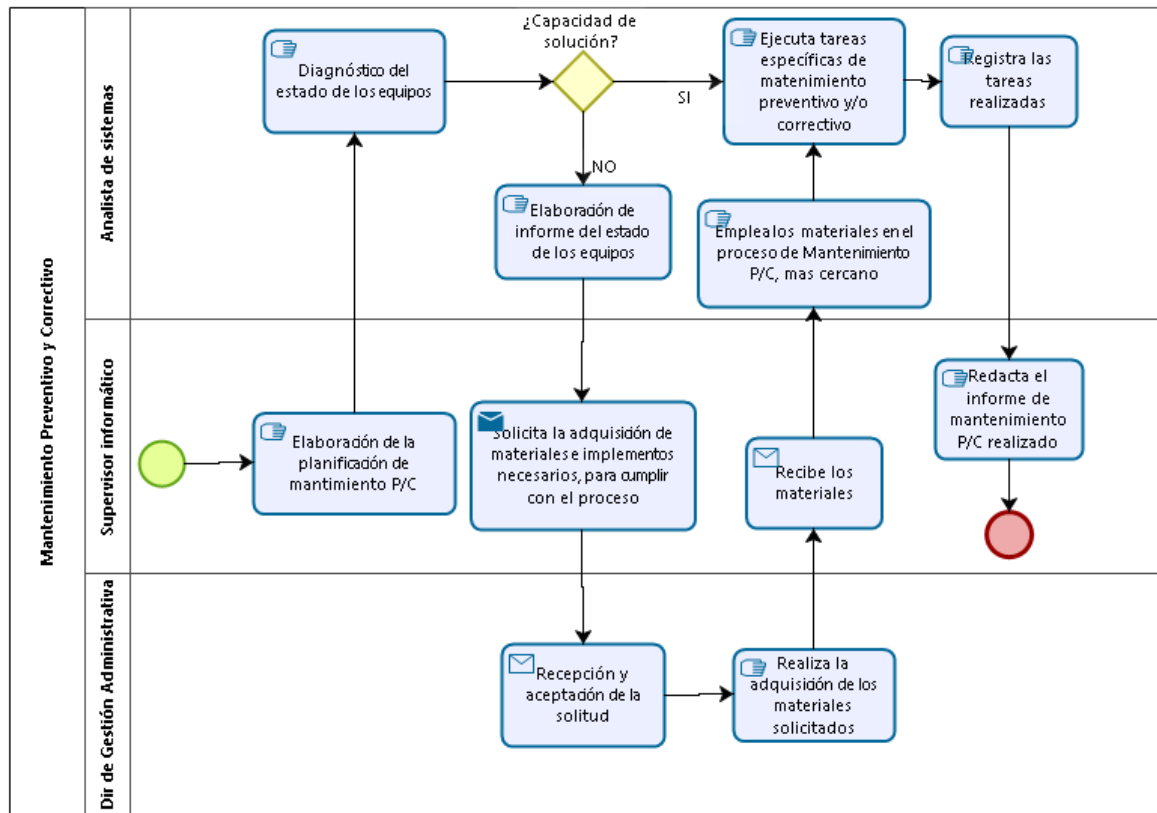 Mantenimiento Preventivo y Correctivo
Analista de sistemas
Diagnóstico del
estado de los equipos
¿Capacidad de
solución?
SI
NO
Ejecuta tareas
específicas de
matenimiento
preventivo y/o
correctivo
Registra las
tareas
realizadas
Elaboración de
informe del estado
de los equipos
Emplea los materiales en el
proceso de Mantenimiento
P/C, mas cercano
Supervisor informático
Elaboración de la
planificación de
mantimiento P/C
Solicita la adquisición de
materiales e implementos
necesarios, para cumplir
con el proceso
Recibe los
materiales
Redacta el
informe de
mantenimiento
P/C realizado
Dir de Gestión Administrativa
Recepción y
aceptación de la
solitud
Realiza la
adquisición de los
materiales
solicitados